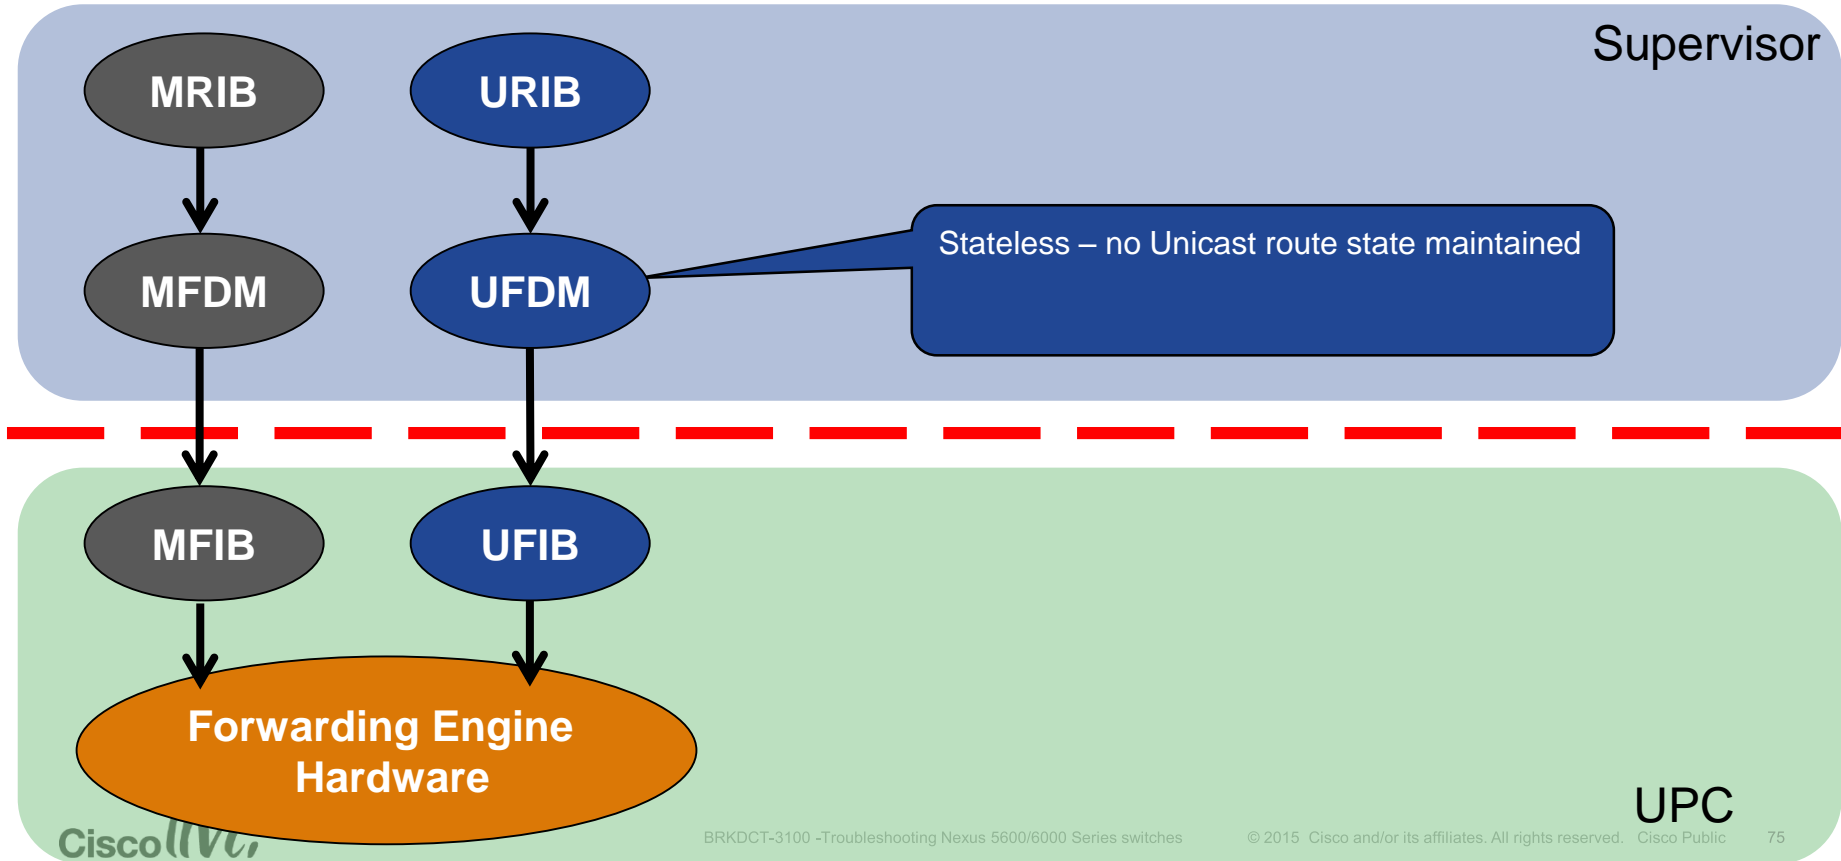 Supervisor
MRIB
URIB
Stateless – no Unicast route state maintained
MFDM
UFDM
MFIB
UFIB
Forwarding Engine
Hardware
UPC
Cisco live!
BRKDCT-3100 -Troubleshooting Nexus 5600/6000 Series switches
© 2015 Cisco and/or its affiliates. All rights reserved.
Cisco Public
75